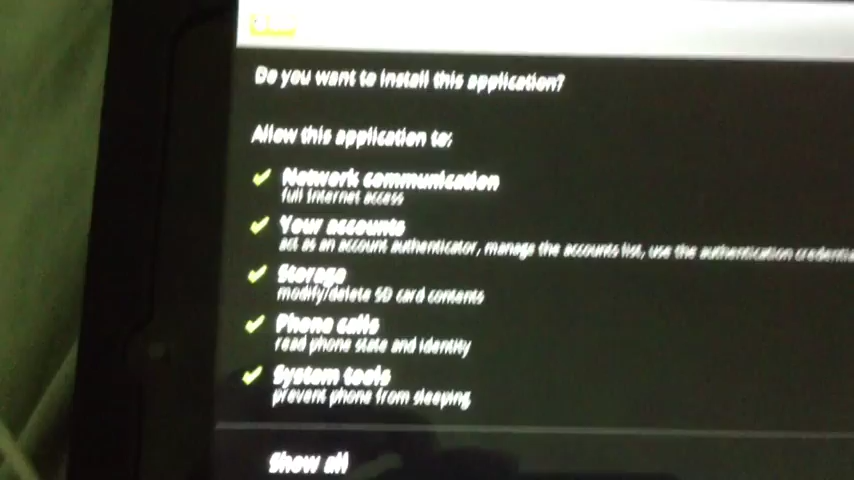 Do you want to install this application?
Allow this application to:
Network communication
full Internet access
Your accounts
act as an account authenticator, manage the accounts list, use the authentication
Storage
modify/delete SD card contents
Phone calls
read phone state and identity
System tools
prevent phone from sleeping
Show all